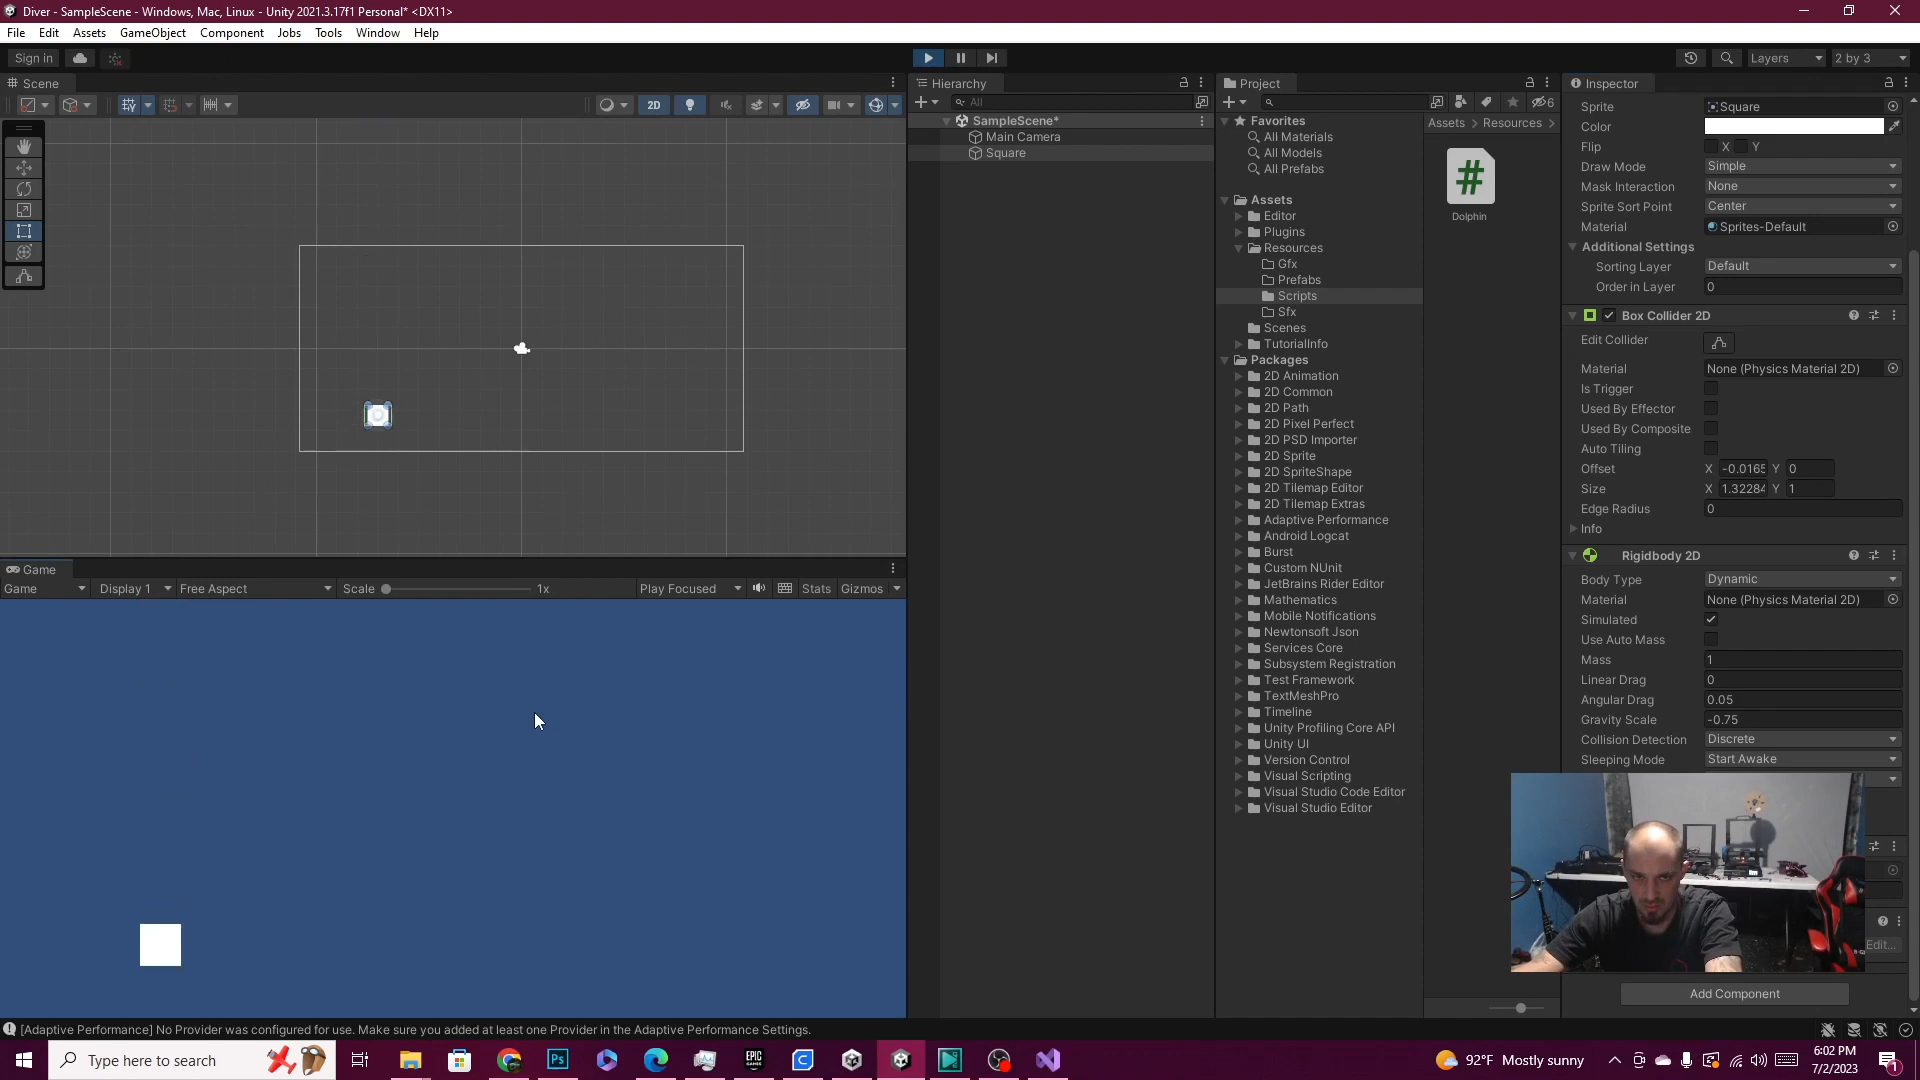 Diver - SampleScene - Windows, Mac, Linux - Unity 2021.3.17f1 Personal* <DX11>
File Edit Assets GameObject Component Jobs Tools Window Help
Sign in
Layers
2 by 3
Scene
2D
Game
Game
Display 1
Free Aspect
Scale
1x
Play Focused
Stats
Gizmos
Hierarchy
All
SampleScene*
Main Camera
Square
Project
6
Favorites
All Materials
All Models
All Prefabs
Assets
Editor
Plugins
Resources
Gfx
Prefabs
Scripts
Sfx
Scenes
TutorialInfo
Packages
2D Animation
2D Common
2D Path
2D Pixel Perfect
2D PSD Importer
2D Sprite
2D SpriteShape
2D Tilemap Editor
2D Tilemap Extras
Adaptive Performance
Android Logcat
Burst
Custom NUnit
JetBrains Rider Editor
Mathematics
Mobile Notifications
Newtonsoft Json
Services Core
Subsystem Registration
Test Framework
TextMeshPro
Timeline
Unity Profiling Core API
Unity UI
Version Control
Visual Scripting
Visual Studio Code Editor
Visual Studio Editor
Assets > Resources >
#
Dolphin
Inspector
Sprite Square
Color
Flip X Y
Draw Mode Simple
Mask Interaction None
Sprite Sort Point Center
Material Sprites-Default
Additional Settings
Sorting Layer Default
Order in Layer 0
Box Collider 2D
Edit Collider
Material None (Physics Material 2D)
Is Trigger
Used By Effector
Used By Composite
Auto Tiling
Offset X -0.0165 Y 0
Size X 1.32284 Y 1
Edge Radius 0
Info
Rigidbody 2D
Body Type Dynamic
Material None (Physics Material 2D)
Simulated
Use Auto Mass
Mass 1
Linear Drag 0
Angular Drag 0.05
Gravity Scale -0.75
Collision Detection Discrete
Sleeping Mode Start Awake
Edit...
Add Component
[Adaptive Performance] No Provider was configured for use. Make sure you added at least one Provider in the Adaptive Performance Settings.
Type here to search
Ps
EPIC GAMES
92°F Mostly sunny
6:02 PM
7/2/2023
1